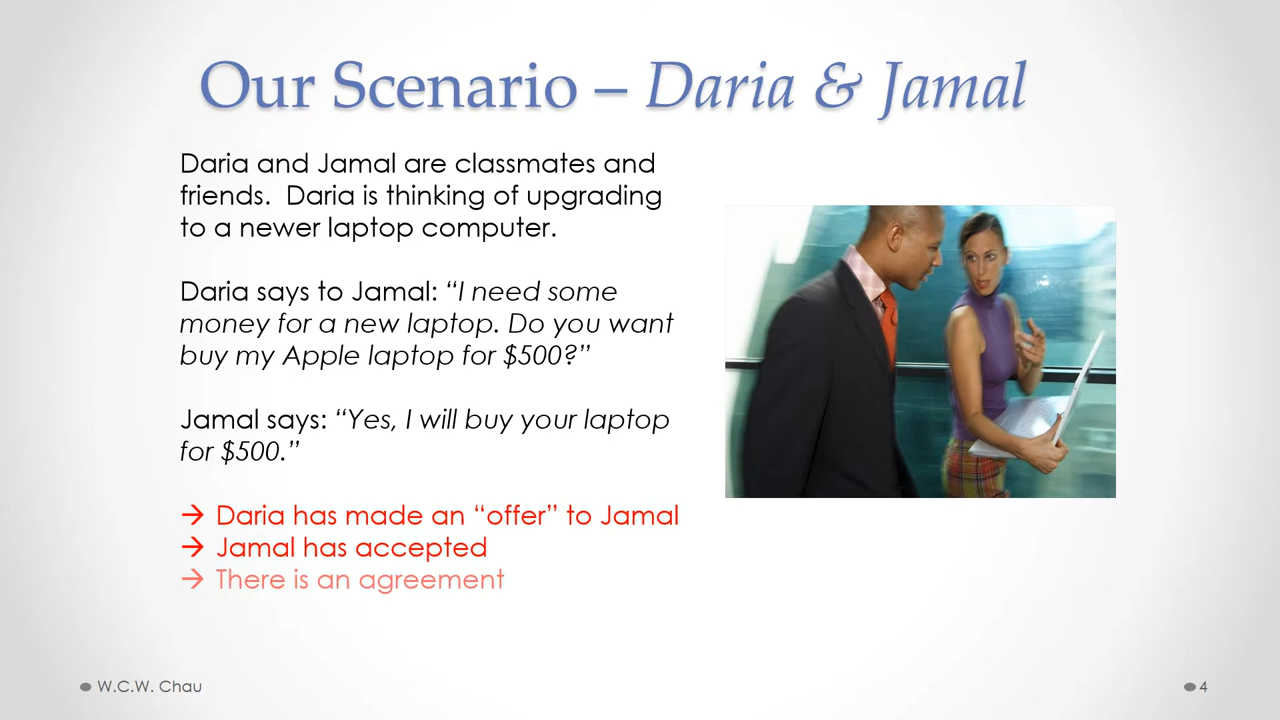 Our Scenario – Daria & Jamal
Daria and Jamal are classmates and
friends.  Daria is thinking of upgrading
to a newer laptop computer.
Daria says to Jamal: “I need some
money for a new laptop. Do you want
buy my Apple laptop for $500?”
Jamal says: “Yes, I will buy your laptop
for $500.”
→ Daria has made an “offer” to Jamal
→ Jamal has accepted
→ There is an agreement
W.C.W. Chau
4